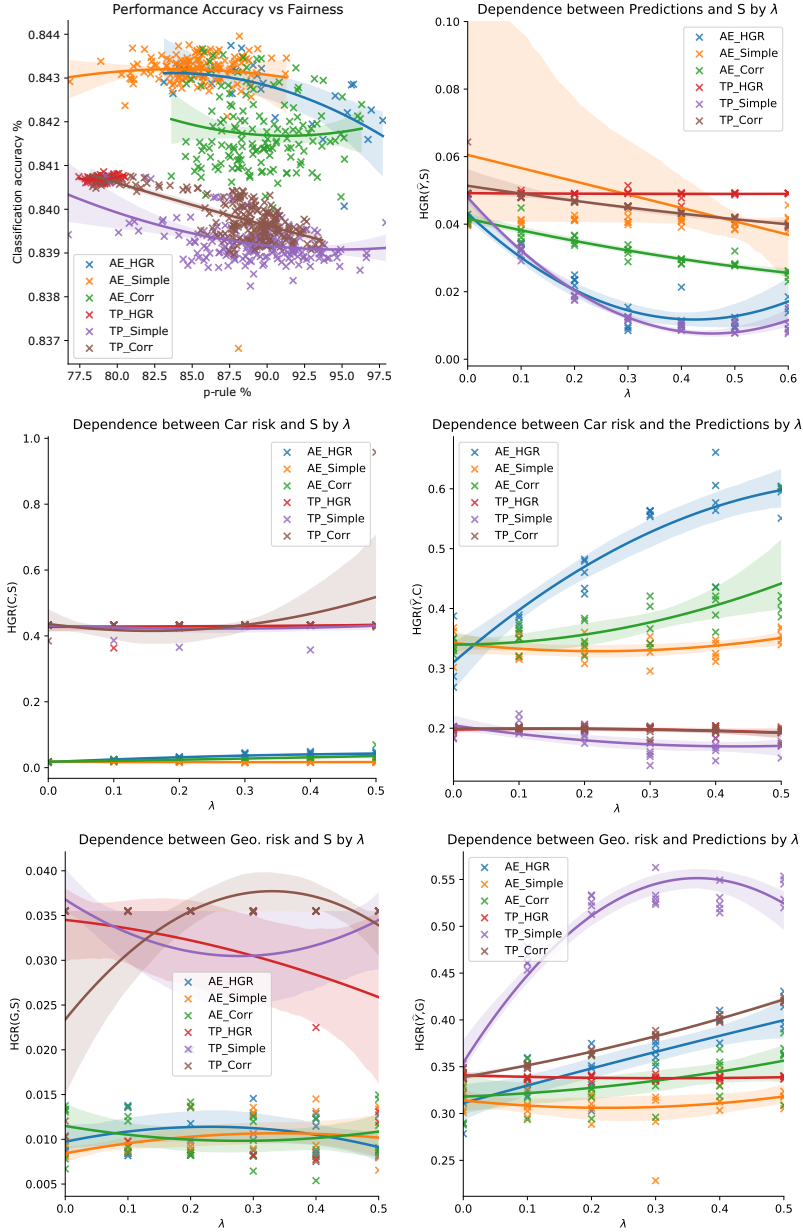 Performance Accuracy vs Fairness
0.844
0.843
0.842
0.841
0.840
0.839
0.838
0.837
Classification accuracy %
AE_HGR
AE_Simple
AE_Corr
TP_HGR
TP_Simple
TP_Corr
77.5 80.0 82.5 85.0 87.5 90.0 92.5 95.0 97.5
p-rule %
Dependence between Predictions and S by λ
0.10
0.08
0.06
0.04
0.02
0.00
HGR(Ŷ,S)
AE_HGR
AE_Simple
AE_Corr
TP_HGR
TP_Simple
TP_Corr
0.0 0.1 0.2 0.3 0.4 0.5 0.6
λ
Dependence between Car risk and S by λ
1.0
0.8
0.6
0.4
0.2
0.0
HGR(C,S)
AE_HGR
AE_Simple
AE_Corr
TP_HGR
TP_Simple
TP_Corr
0.0 0.1 0.2 0.3 0.4 0.5
λ
Dependence between Car risk and the Predictions by λ
0.6
0.5
0.4
0.3
0.2
HGR(Ŷ,C)
AE_HGR
AE_Simple
AE_Corr
TP_HGR
TP_Simple
TP_Corr
0.0 0.1 0.2 0.3 0.4 0.5
λ
Dependence between Geo. risk and S by λ
0.040
0.035
0.030
0.025
0.020
0.015
0.010
0.005
HGR(G,S)
AE_HGR
AE_Simple
AE_Corr
TP_HGR
TP_Simple
TP_Corr
0.0 0.1 0.2 0.3 0.4 0.5
λ
Dependence between Geo. risk and Predictions by λ
0.55
0.50
0.45
0.40
0.35
0.30
0.25
HGR(Ŷ,G)
AE_HGR
AE_Simple
AE_Corr
TP_HGR
TP_Simple
TP_Corr
0.0 0.1 0.2 0.3 0.4 0.5
λ